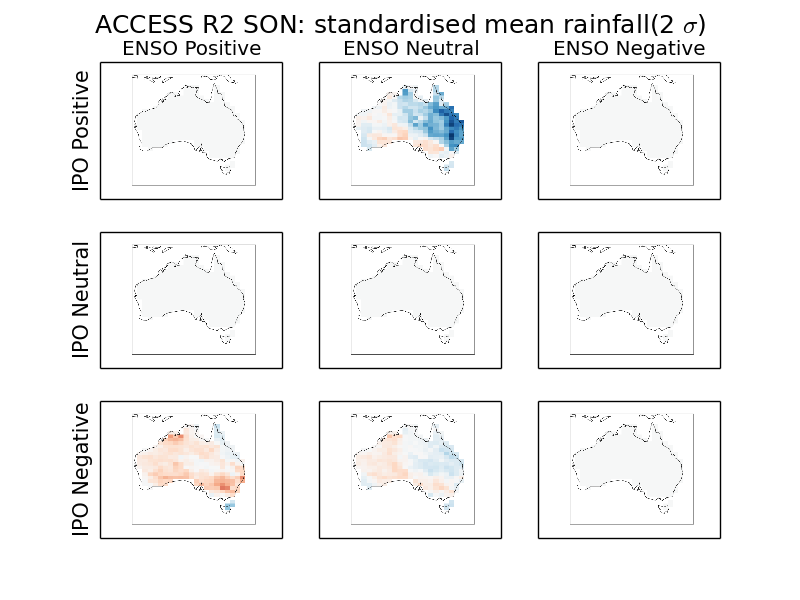 ACCESS R2 SON: standardised mean rainfall(2 σ)
ENSO Positive ENSO Neutral ENSO Negative
IPO Positive
IPO Neutral
IPO Negative